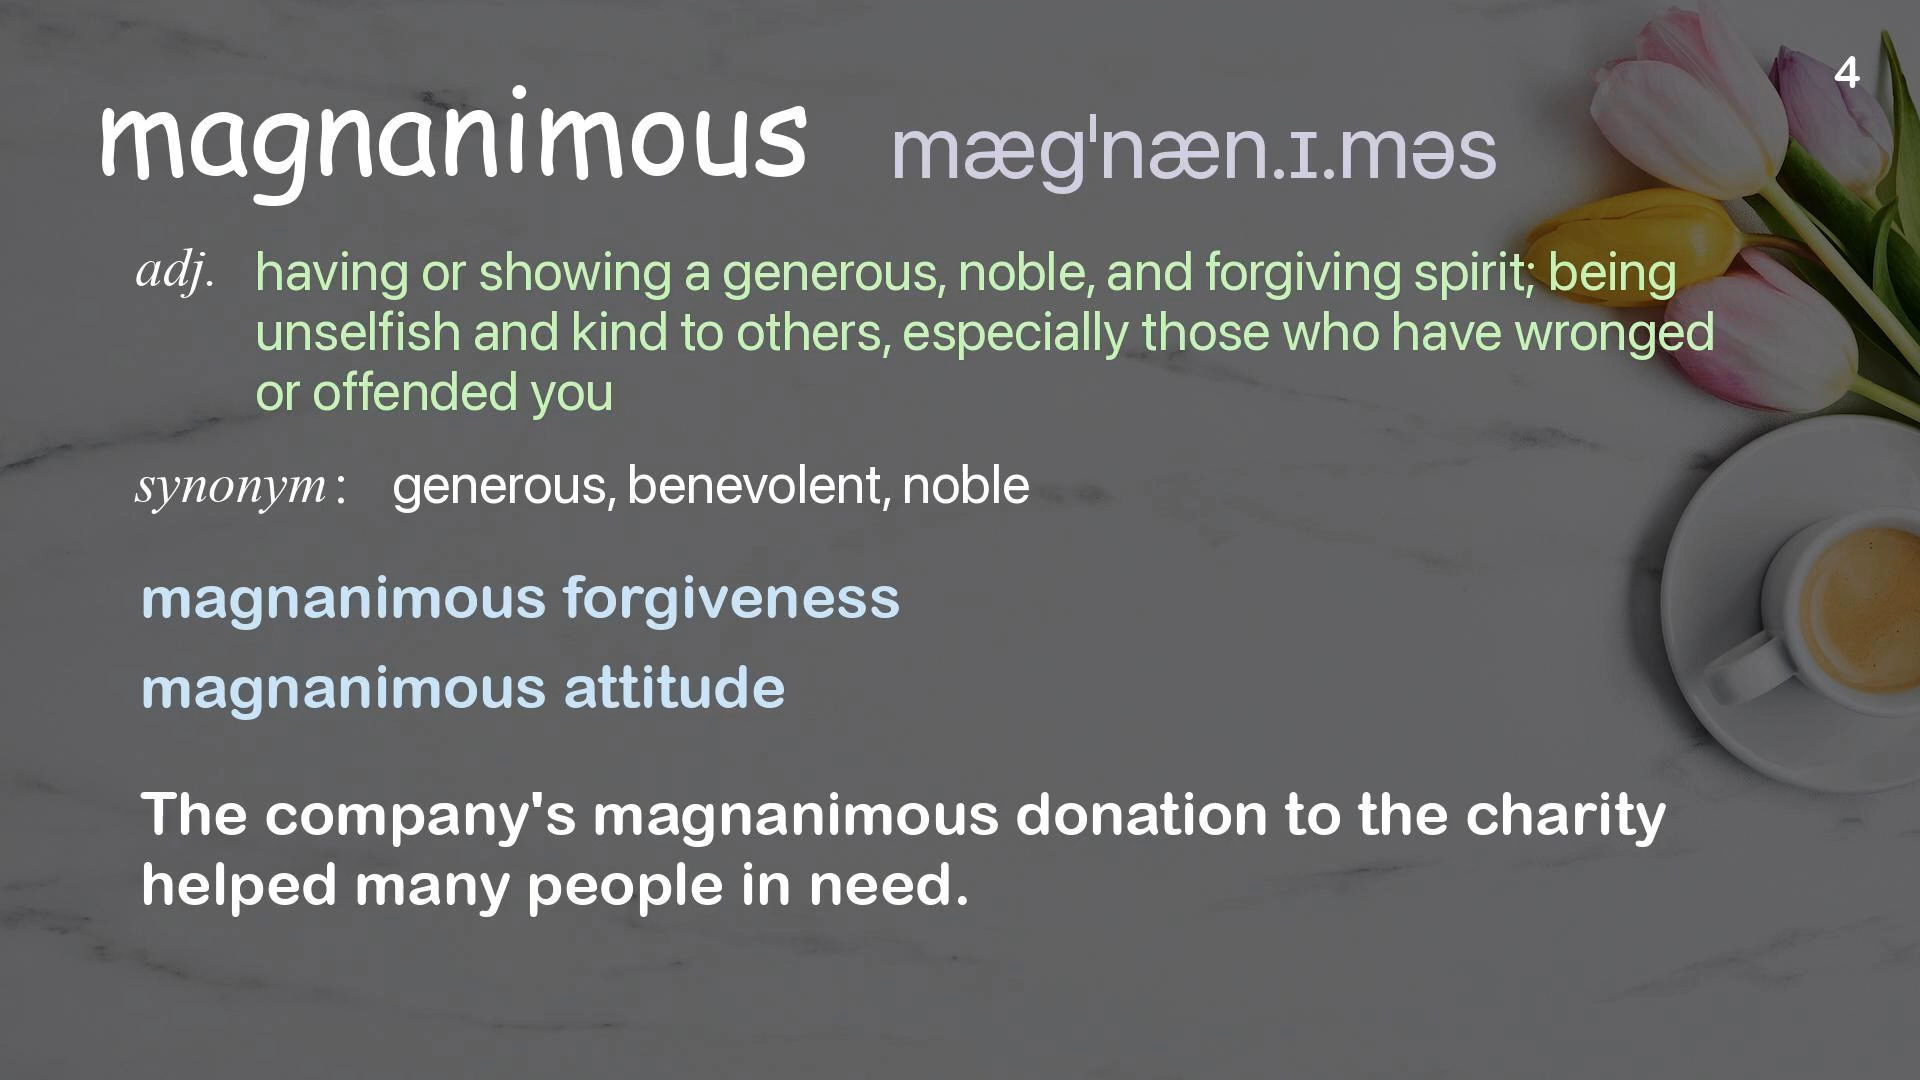 4
magnanimous mæɡˈnæn.ɪ.məs
adj. having or showing a generous, noble, and forgiving spirit; being
unselfish and kind to others, especially those who have wronged
or offended you
synonym : generous, benevolent, noble
magnanimous forgiveness
magnanimous attitude
The company's magnanimous donation to the charity
helped many people in need.